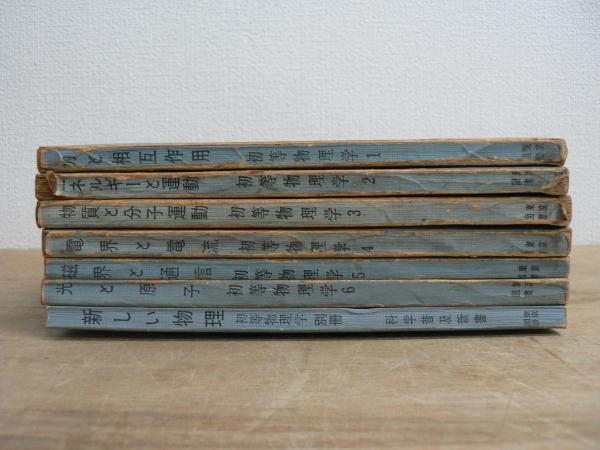 力と相互作用 初等物理学 1
エネルギーと運動 初等物理学 2
物質と分子運動 初等物理学 3
電界と電流 初等物理学 4
磁界と通信 初等物理学 5
光と原子 初等物理学 6
新しい物理 初等物理学 別冊 科学普及新書 東京図書